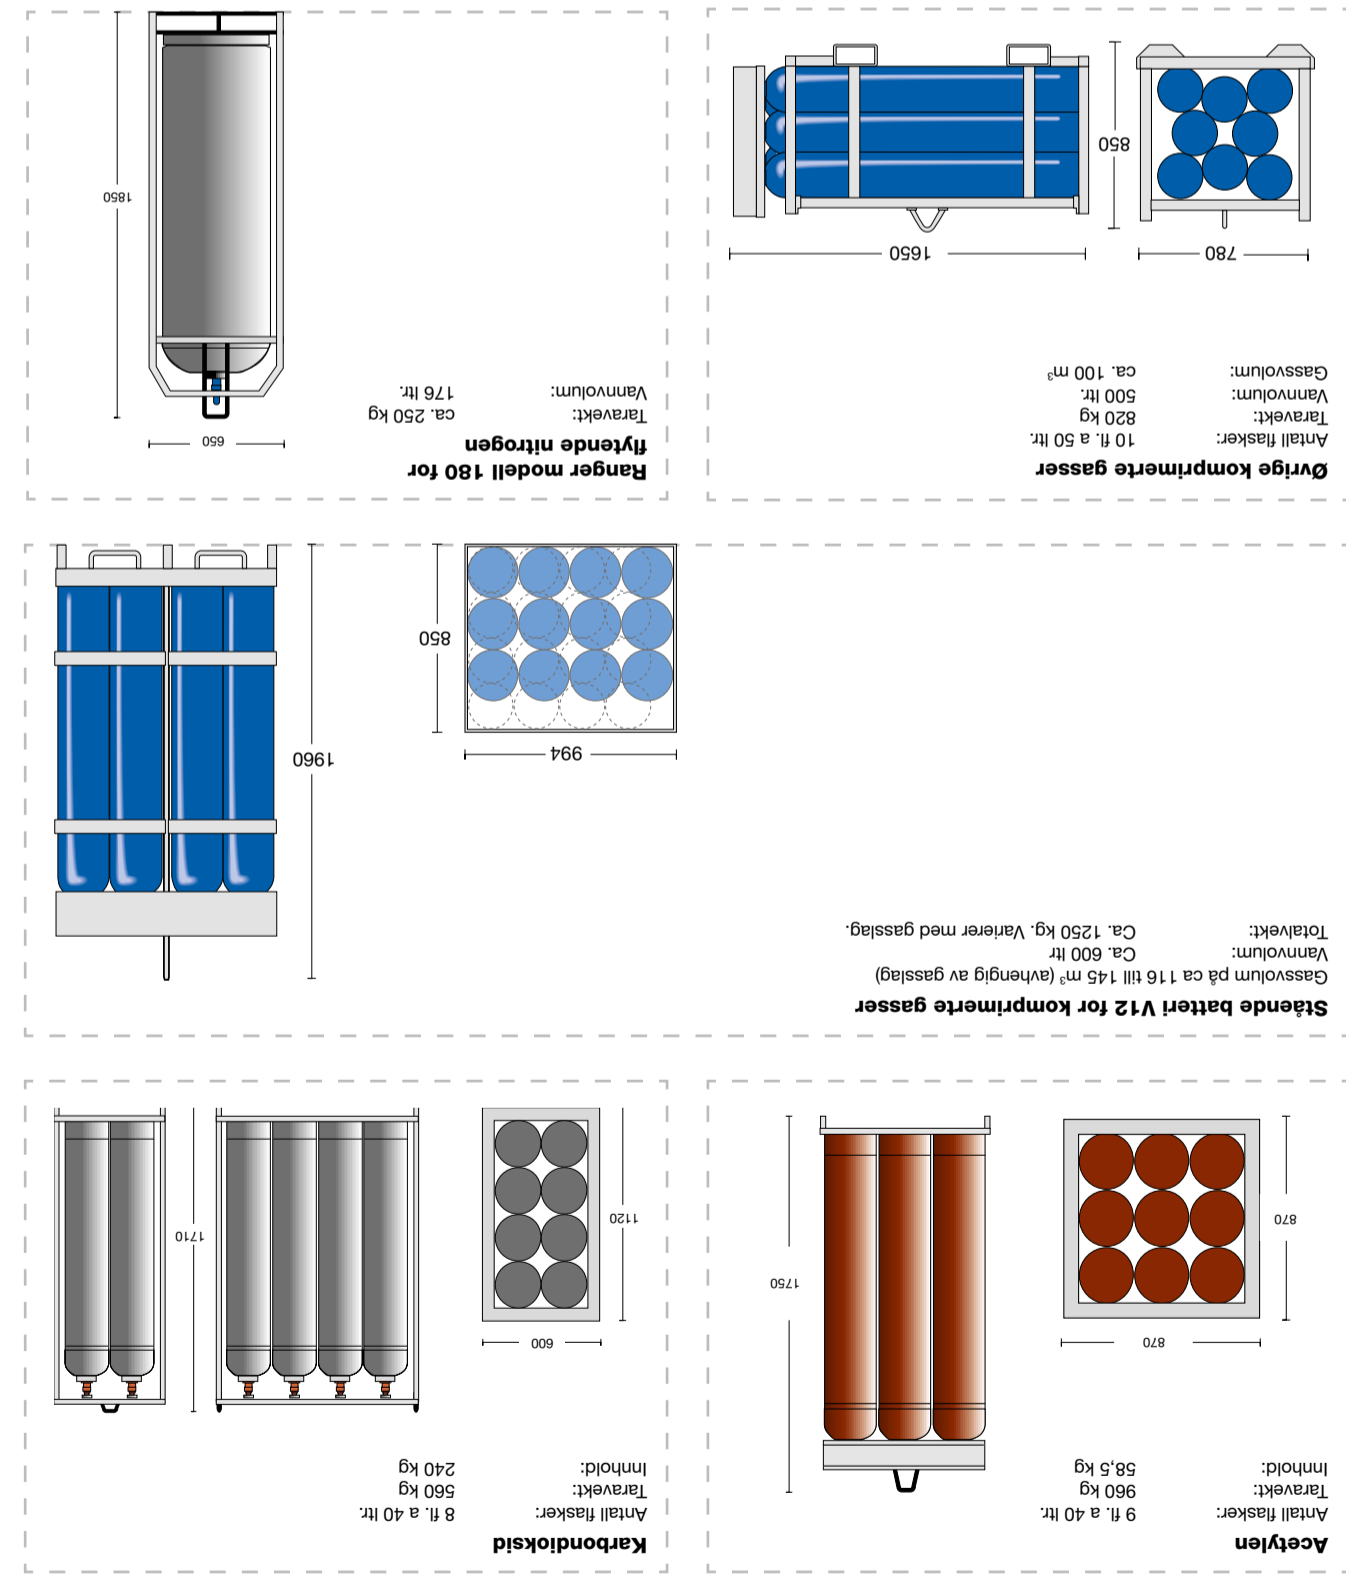 Acetylen
Antall flasker: 9 fl. a 40 ltr.
Taravekt: 960 kg
Innhold: 58,5 kg
870
870
1750
Karbondioksid
Antall flasker: 8 fl. a 40 ltr.
Taravekt: 560 kg
Innhold: 240 kg
600
1120
1710
Stående batteri V12 for komprimerte gasser
Gassvolum på ca 116 till 145 m³ (avhengig av gasslag)
Vannvolum: Ca. 600 ltr
Totalvekt: Ca. 1250 kg. Varierer med gasslag.
994
850
1960
Øvrige komprimerte gasser
Antall flasker: 10 fl. a 50 ltr.
Taravekt: 820 kg
Vannvolum: 500 ltr.
Gassvolum: ca. 100 m³
780
1650
850
Ranger modell 180 for
flytende nitrogen
Taravekt: ca. 250 kg
Vannvolum: 176 ltr.
650
1850